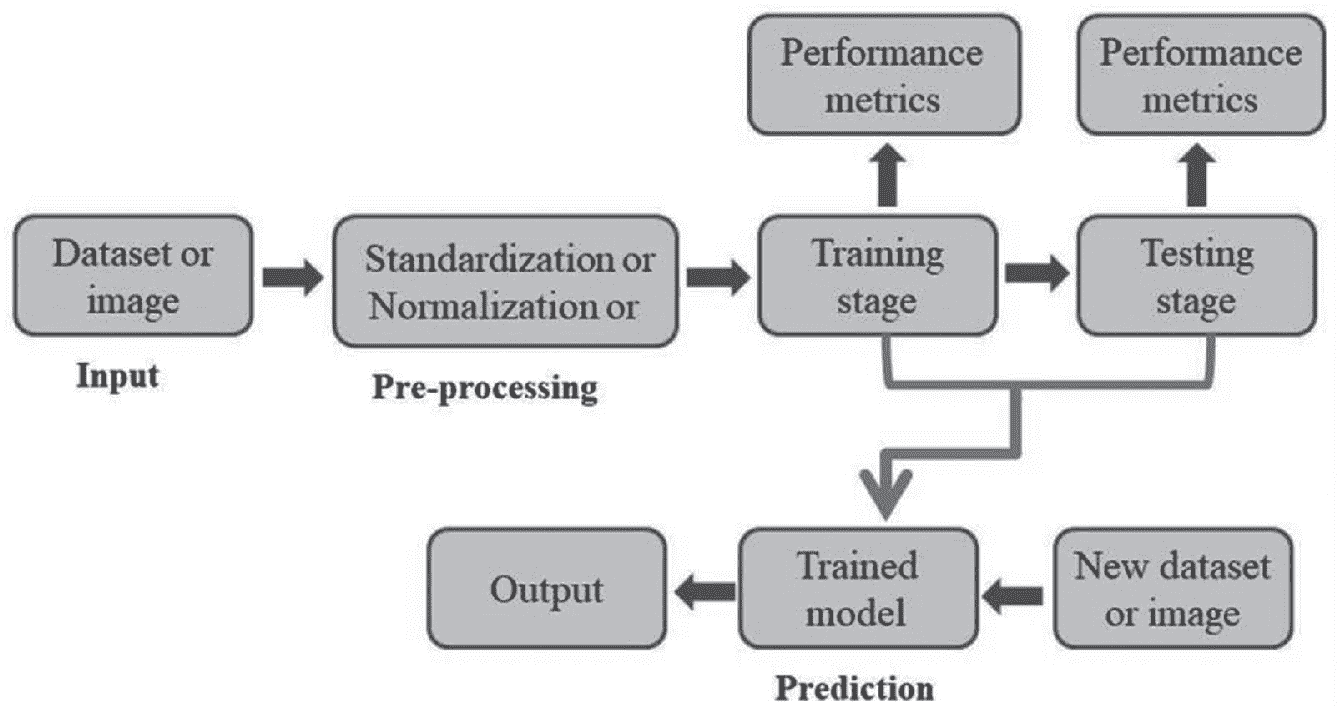 Performance
metrics
Performance
metrics
Dataset or
image
Standardization or
Normalization or
Training
stage
Testing
stage
Input
Pre-processing
Output
Trained
model
New dataset
or image
Prediction